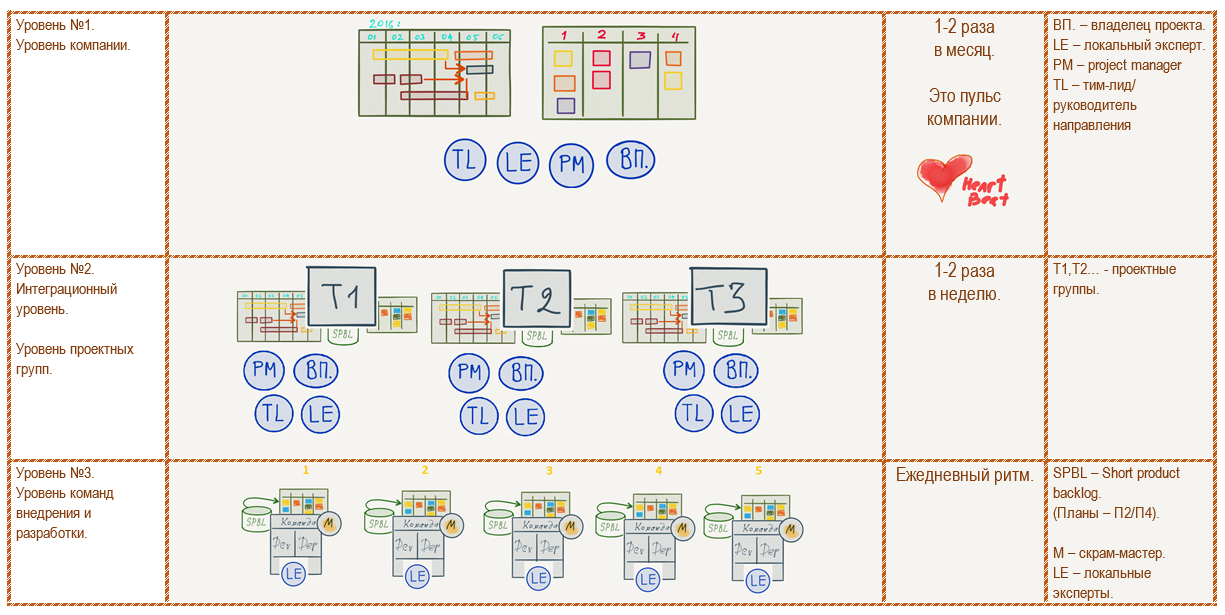 Уровень №1.
Уровень компании.
2016:
01 02 03 04 05 06
1 2 3 4
TL LE PM ВП.
1-2 раза
в месяц.
Это пульс
компании.
Heart
Beat
ВП. – владелец проекта.
LE – локальный эксперт.
PM – project manager
TL – тим-лид/
руководитель
направления
Уровень №2.
Интеграционный
уровень.
Уровень проектных
групп.
T1 T2 T3
SPBL SPBL SPBL
PM ВП. PM ВП. PM ВП.
TL LE TL LE TL LE
1-2 раза
в неделю.
T1,T2... - проектные
группы.
Уровень №3.
Уровень команд
внедрения и
разработки.
1 2 3 4 5
SPBL Команда M SPBL Команда M SPBL Команда M SPBL Команда M SPBL Команда M
Dev Dep Dev Dep Dev Dep Dev Dep Dev Dep
LE LE LE LE LE
Ежедневный ритм.
SPBL – Short product
backlog.
(Планы – П2/П4).
M – скрам-мастер.
LE – локальные
эксперты.